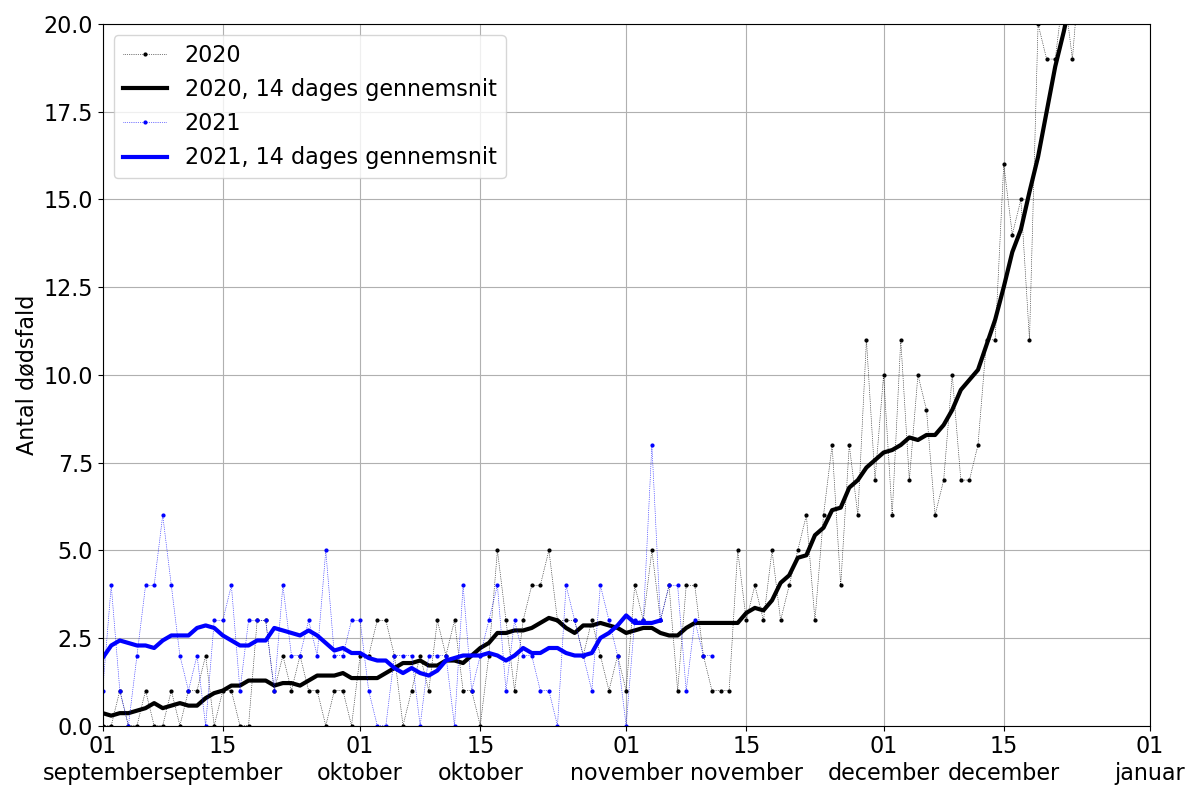 20.0
17.5
15.0
12.5
10.0
7.5
5.0
2.5
0.0
Antal dødsfald
2020
2020, 14 dages gennemsnit
2021
2021, 14 dages gennemsnit
01 15 01 15 01 15 01 15 01
september september oktober oktober november november december december januar